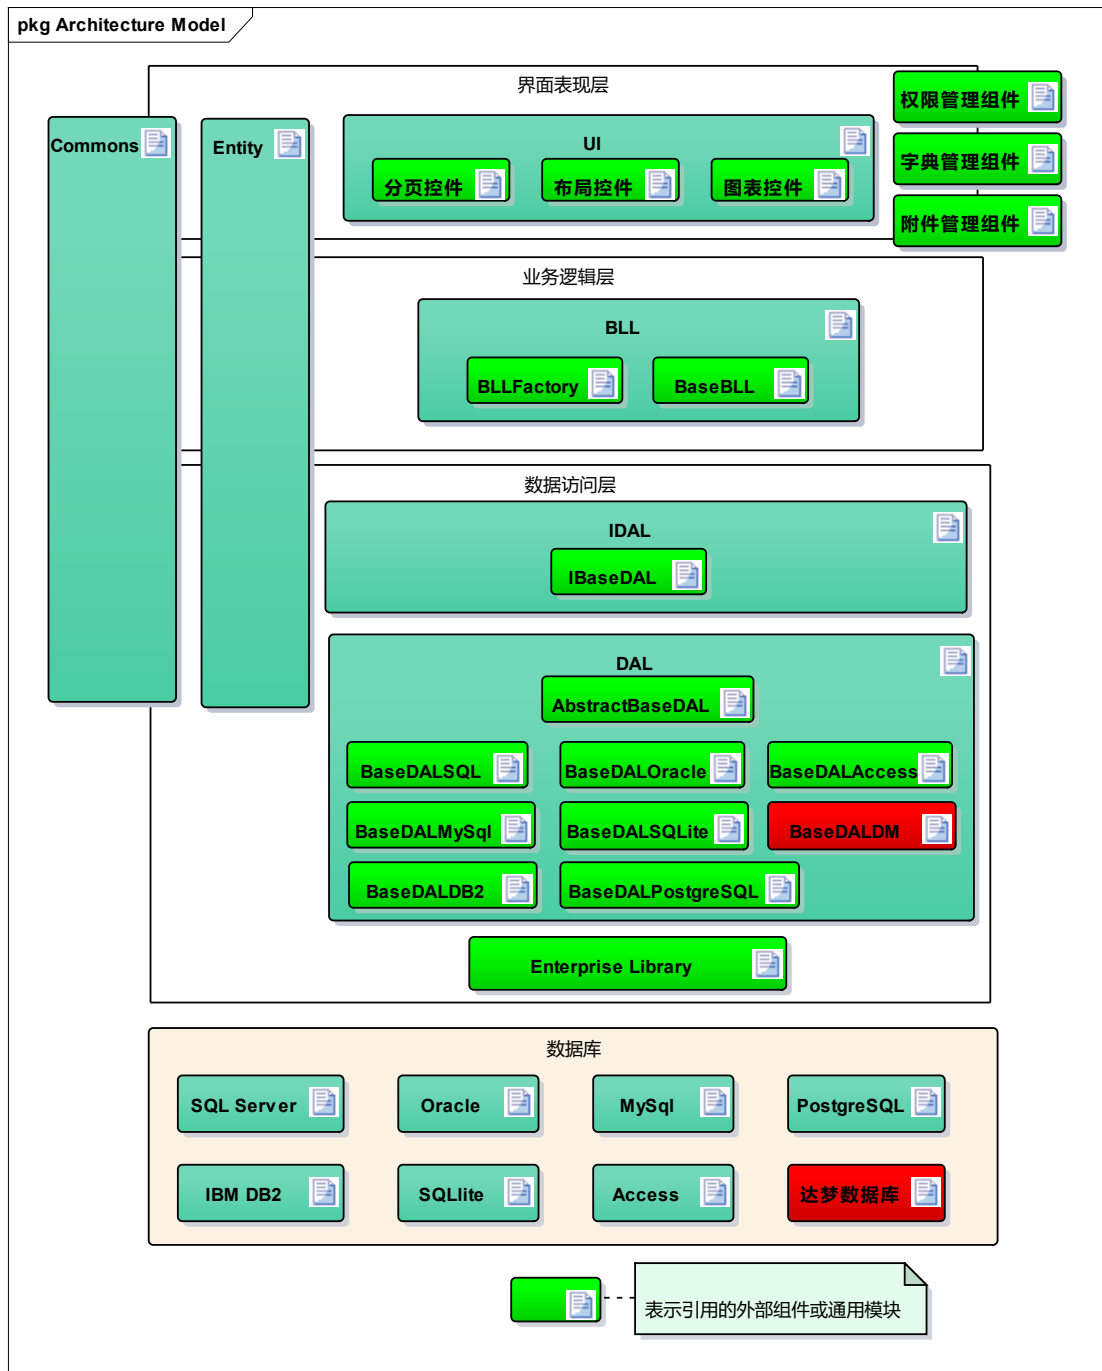 pkg Architecture Model
界面表现层
权限管理组件
Commons
Entity
UI
字典管理组件
分页控件
布局控件
图表控件
附件管理组件
业务逻辑层
BLL
BLLFactory
BaseBLL
数据访问层
IDAL
IBaseDAL
DAL
AbstractBaseDAL
BaseDALSQL
BaseDALOracle
BaseDALAccess
BaseDALMySql
BaseDALSQLite
BaseDALDM
BaseDALDB2
BaseDALPostgreSQL
Enterprise Library
数据库
SQL Server
Oracle
MySql
PostgreSQL
IBM DB2
SQLlite
Access
达梦数据库
表示引用的外部组件或通用模块